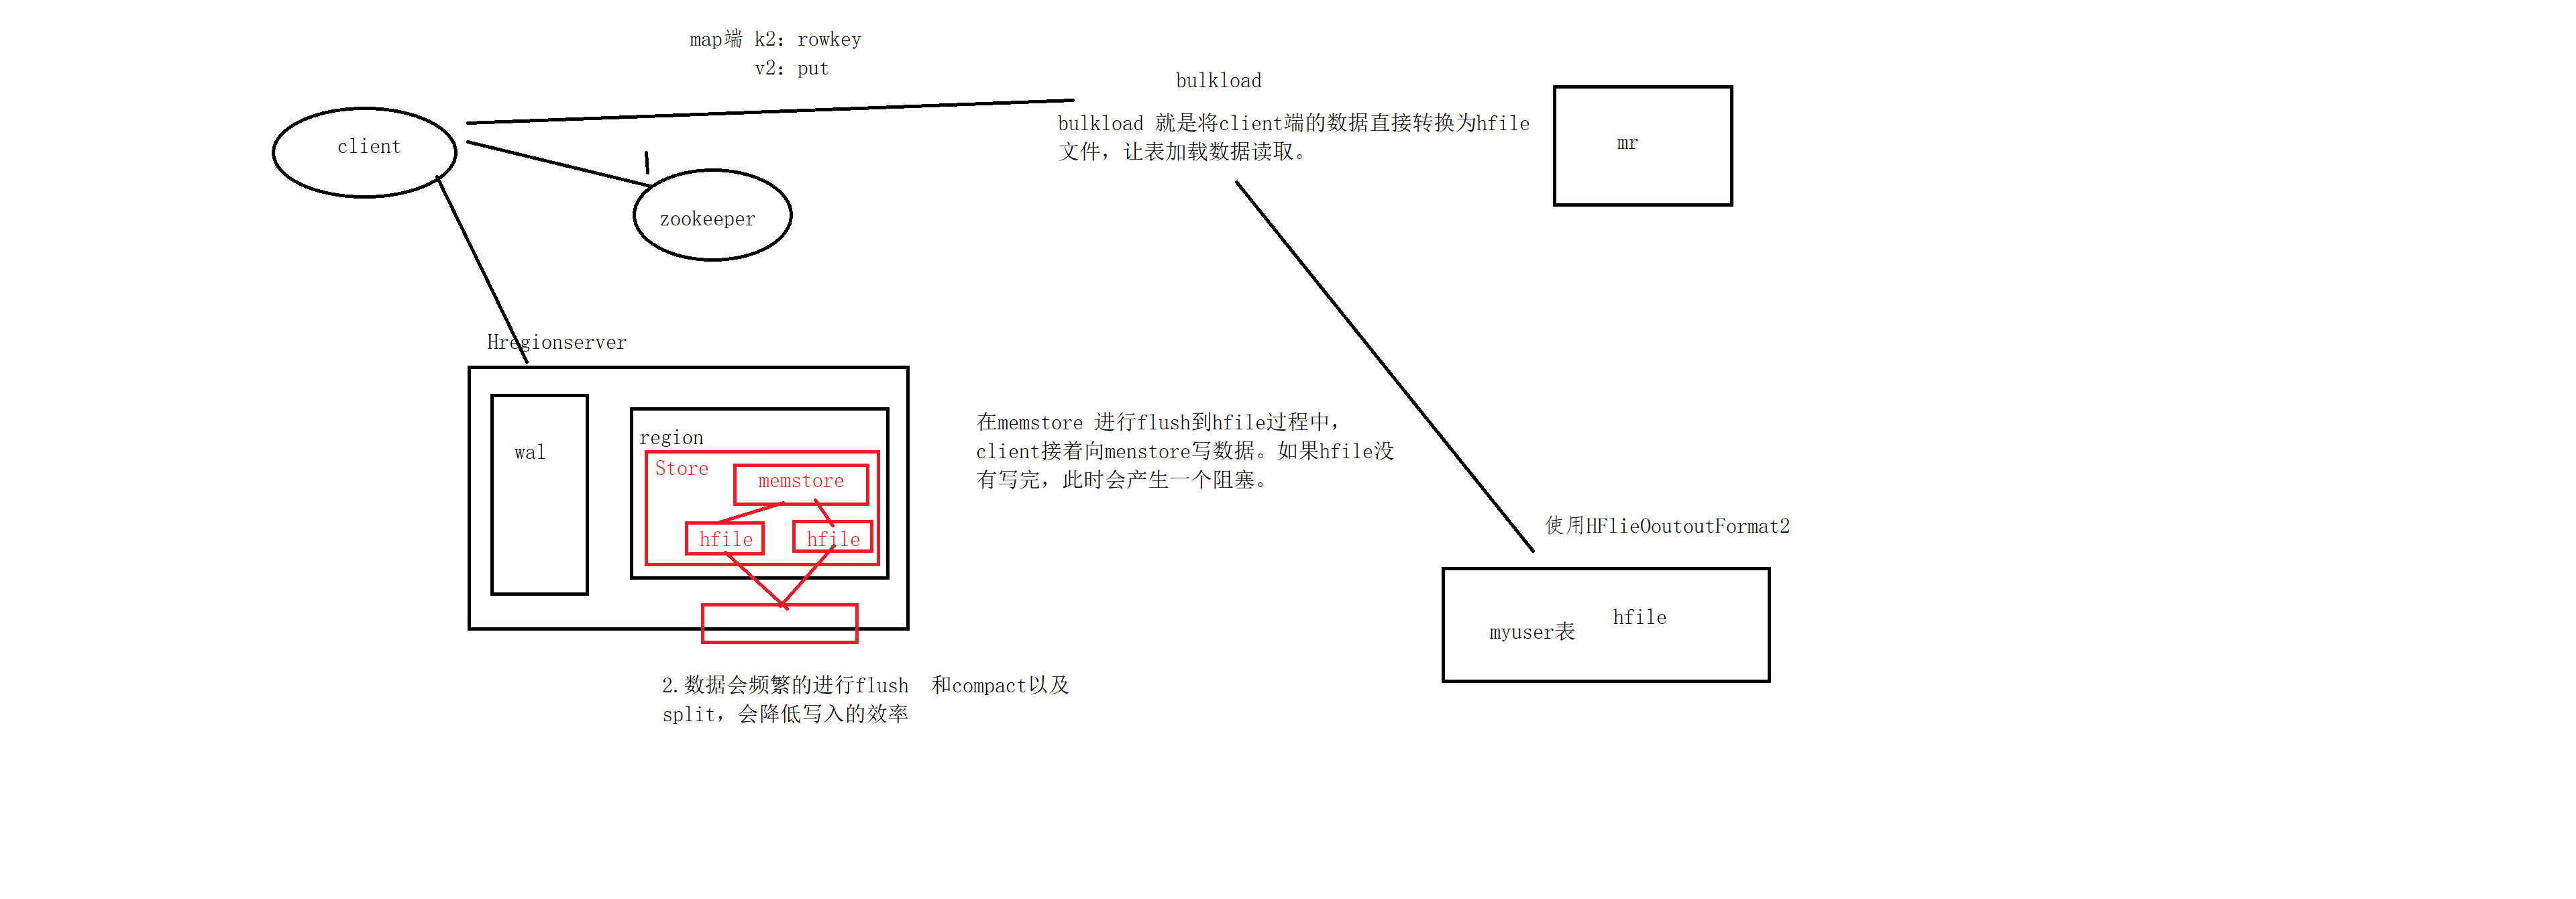 map端 k2: rowkey
v2: put
bulkload
bulkload 就是将client端的数据直接转换为hfile
文件，让表加载数据读取。
client
mr
zookeeper
Hregionserver
wal
region
Store
memstore
hfile
hfile
在memstore 进行flush到hfile过程中，
client接着向menstore写数据。如果hfile没
有写完，此时会产生一个阻塞。
使用HFlieOoutoutFormat2
myuser表
hfile
2.数据会频繁的进行flush  和compact以及
split，会降低写入的效率